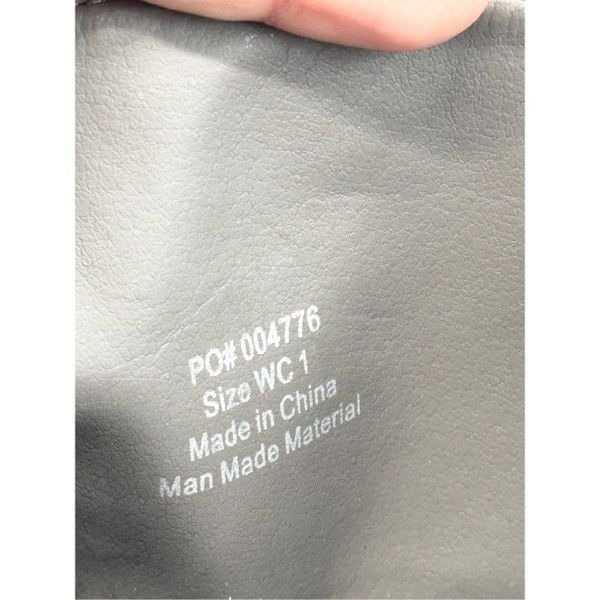 PO# 004776
Size WC 1
Made in China
Man Made Material